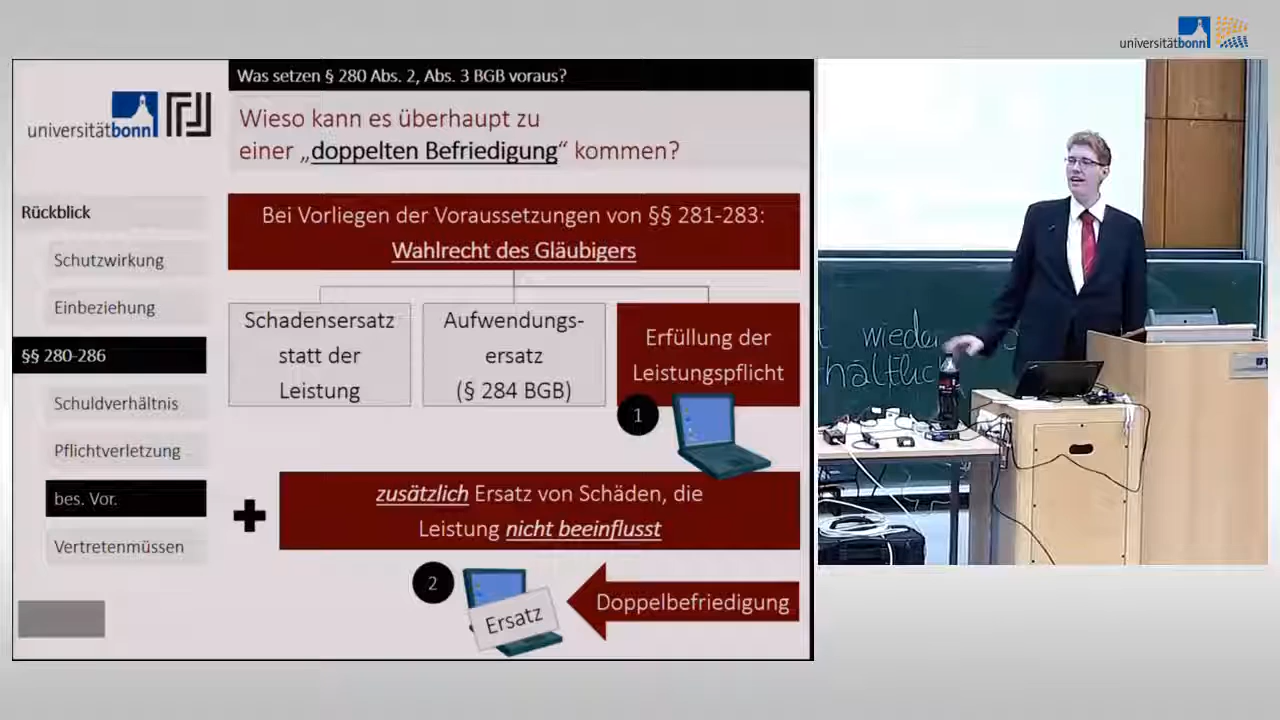 universitätbonn
Was setzen § 280 Abs. 2, Abs. 3 BGB voraus?
universitätbonn
Wieso kann es überhaupt zu
einer „doppelten Befriedigung“ kommen?
Rückblick
Schutzwirkung
Einbeziehung
§§ 280-286
Schuldverhältnis
Pflichtverletzung
bes. Vor.
Vertretenmüssen
Bei Vorliegen der Voraussetzungen von §§ 281-283:
Wahlrecht des Gläubigers
Schadensersatz
statt der
Leistung
Aufwendungs-
ersatz
(§ 284 BGB)
Erfüllung der
Leistungspflicht
1
+
zusätzlich Ersatz von Schäden, die
Leistung nicht beeinflusst
2
Ersatz
Doppelbefriedigung
wieder